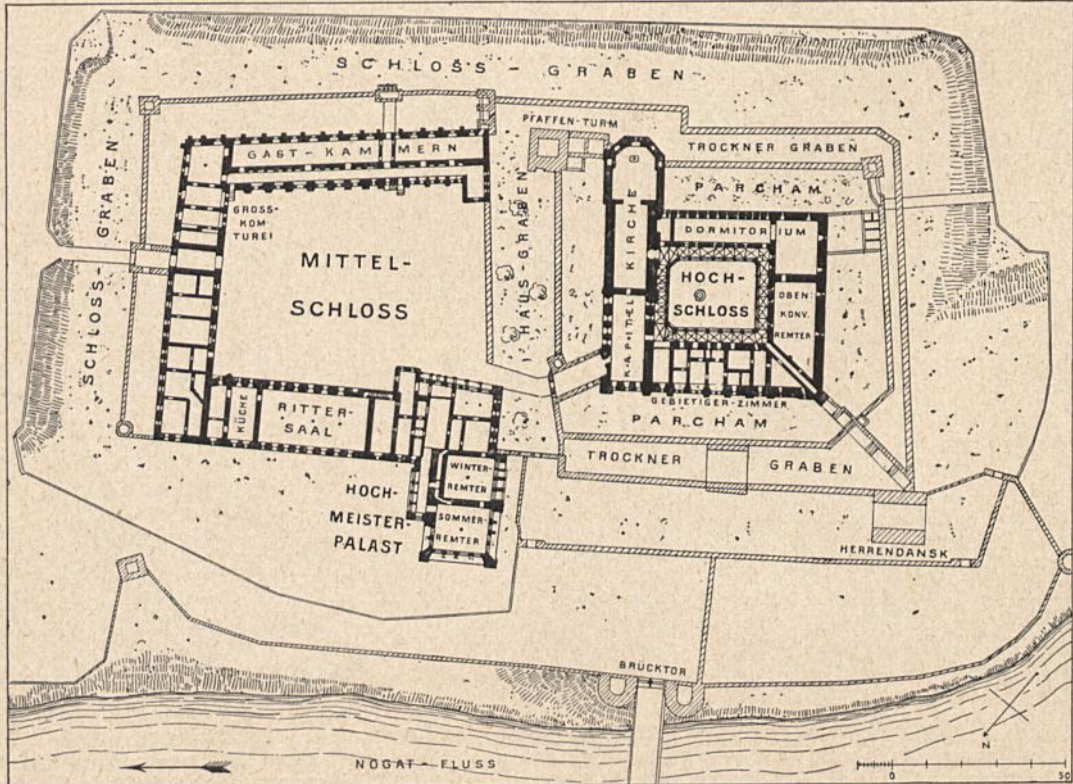 SCHLOSS - GRABEN
PFAFFEN-TURM
TROCKNER GRABEN
GAST-KAMMERN
PARCHAM
GRABEN
SCHLOSS-
GROSS-
KOM
TUREI
HAUS-GRABEN
KIRCHE
DORMITORIUM
MITTEL-
SCHLOSS
HOCH-
SCHLOSS
OBEN-
KONV.
REMTER
KAPITEL
GEBIETIGER-ZIMMER
PARCHAM
KÜCHE
RITTER-
SAAL
TROCKNER GRABEN
WINTER-
REMTER
HOCH-
MEISTER-
PALAST
SOMMER-
REMTER
HERRENDANSK
BRÜCKTOR
N
NOGAT-FLUSS
0 50